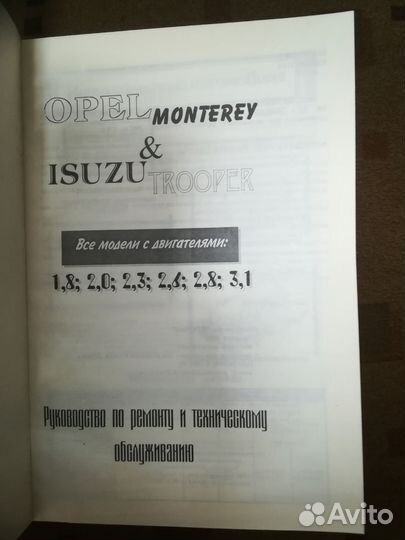 OPEL MONTEREY
&
ISUZU TROOPER
Все модели с двигателями:
1,8; 2,0; 2,3; 2,6; 2,8; 3,1
Руководство по ремонту и техническому
обслуживанию
Avito